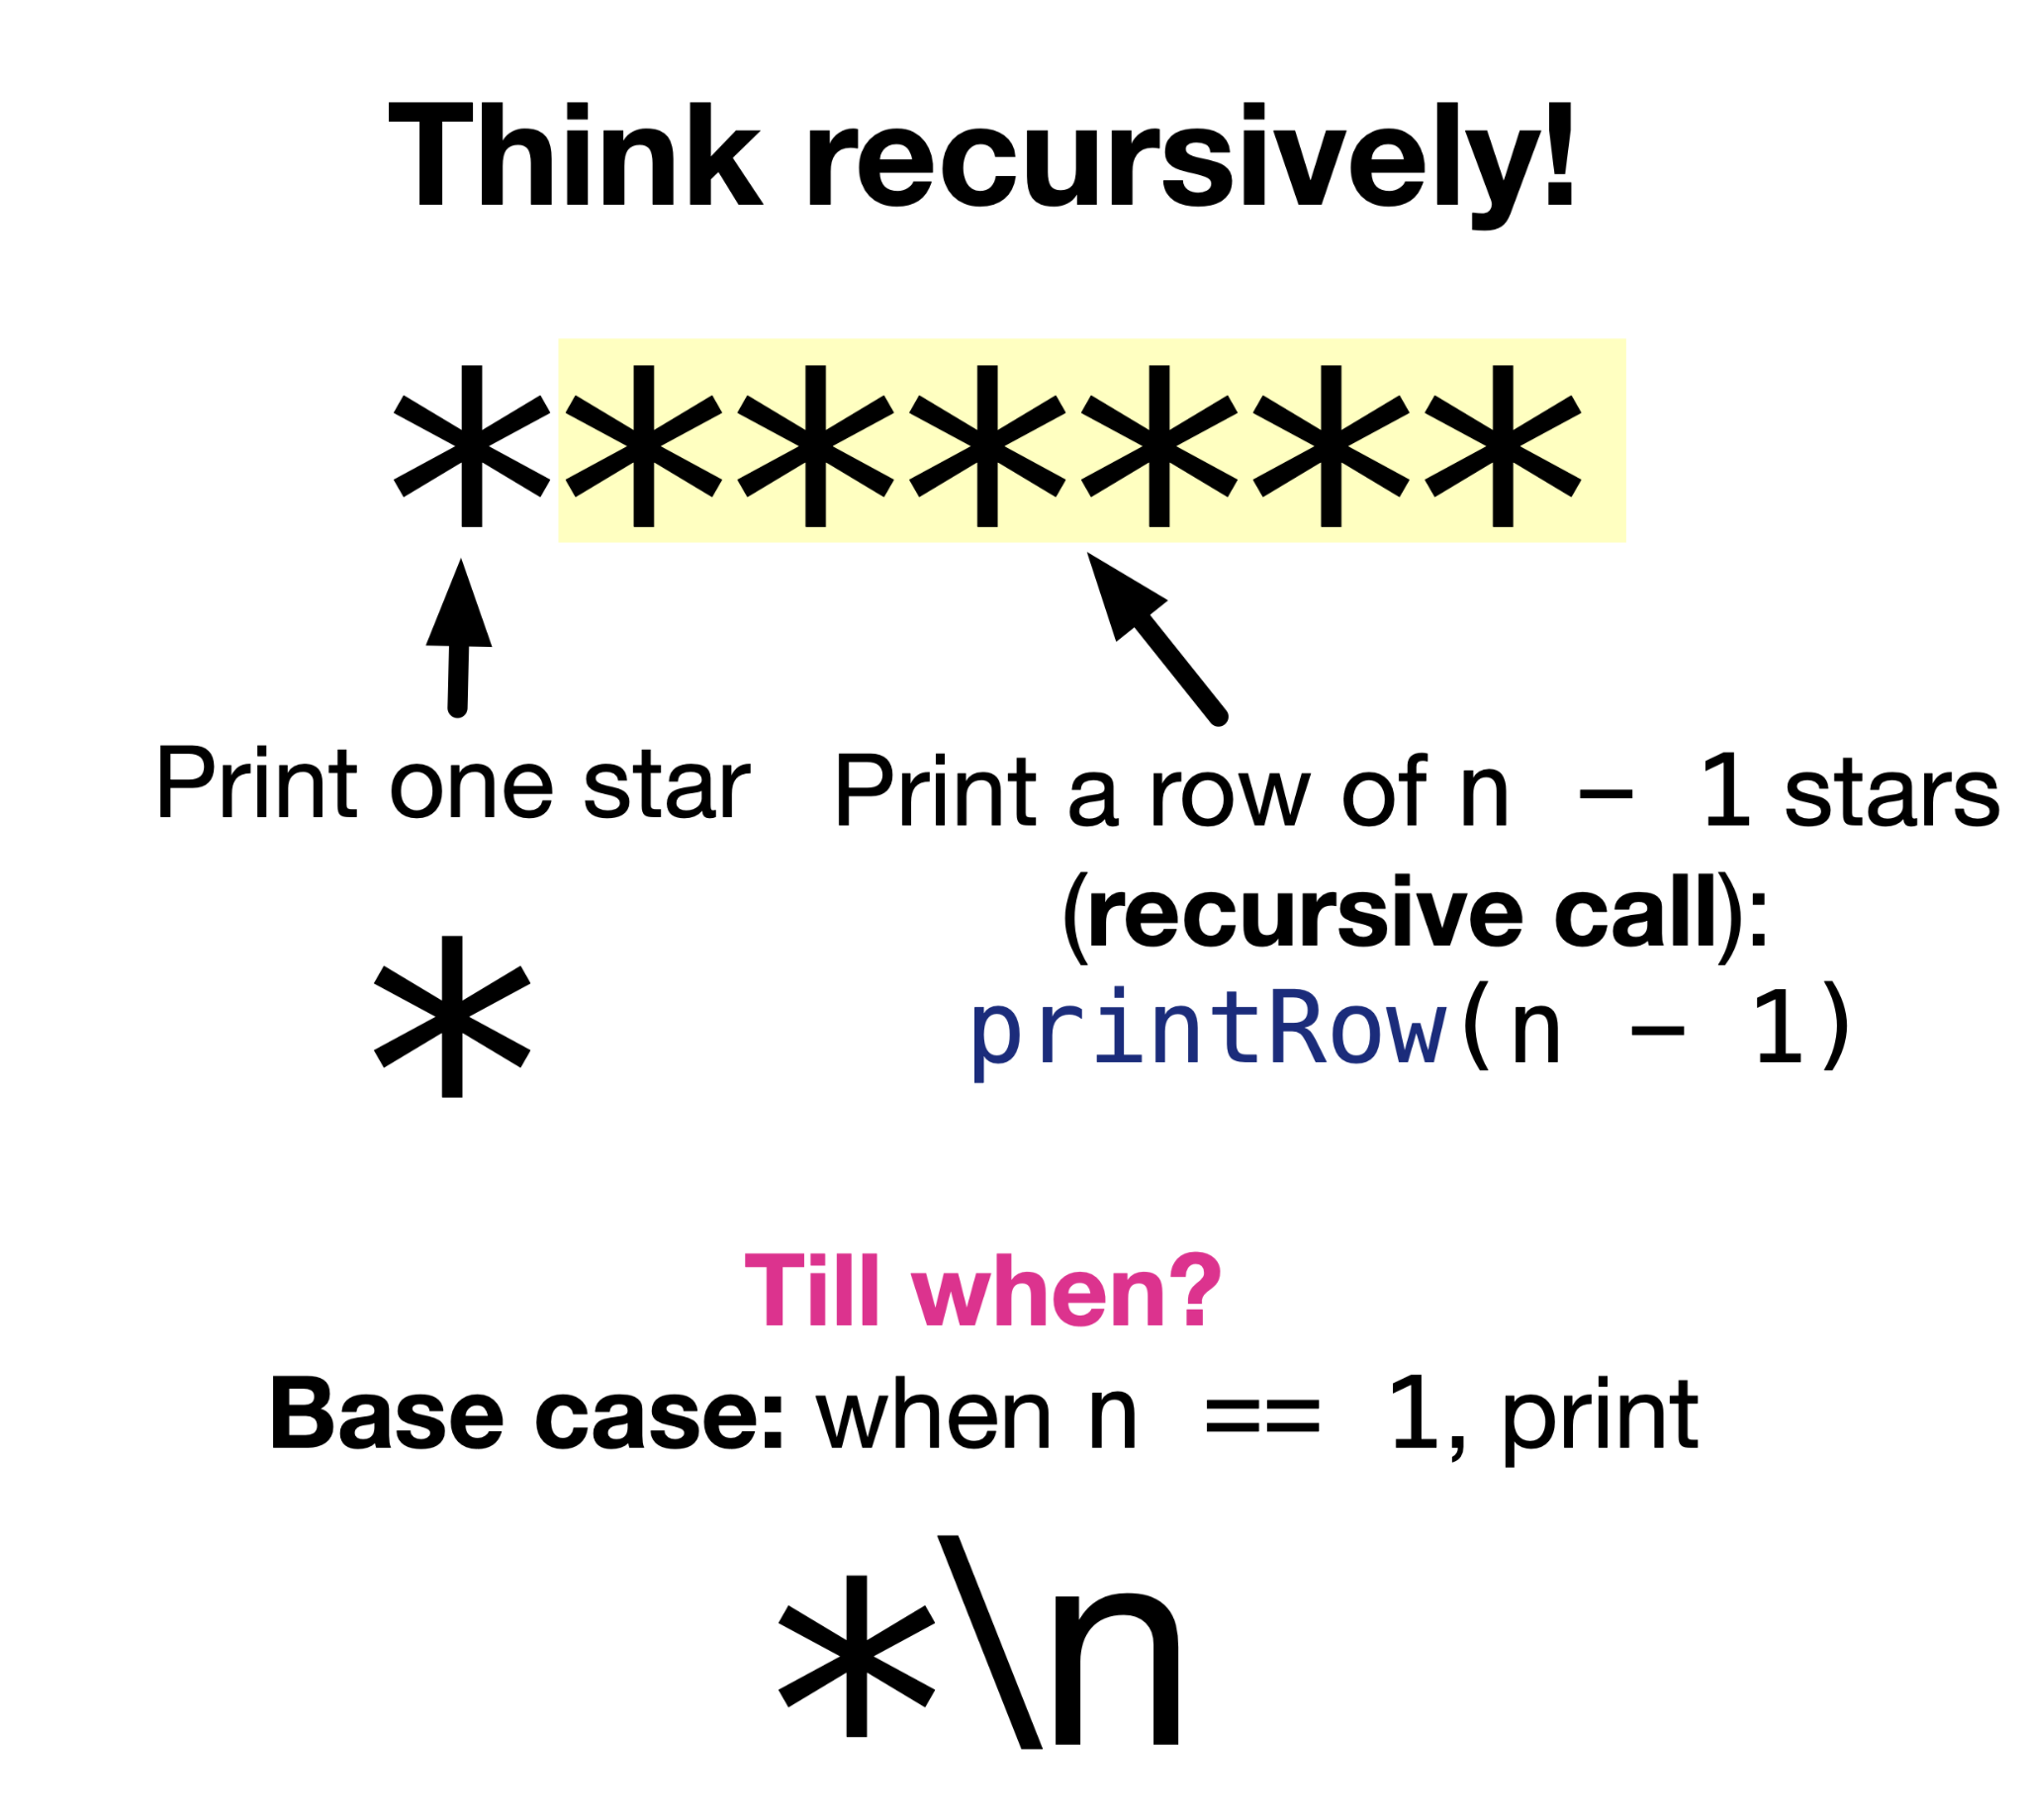 Think recursively!
*******
Print one star
*
Print a row of n - 1 stars
(recursive call):
printRow(n - 1)
Till when?
Base case: when n == 1, print
*\n